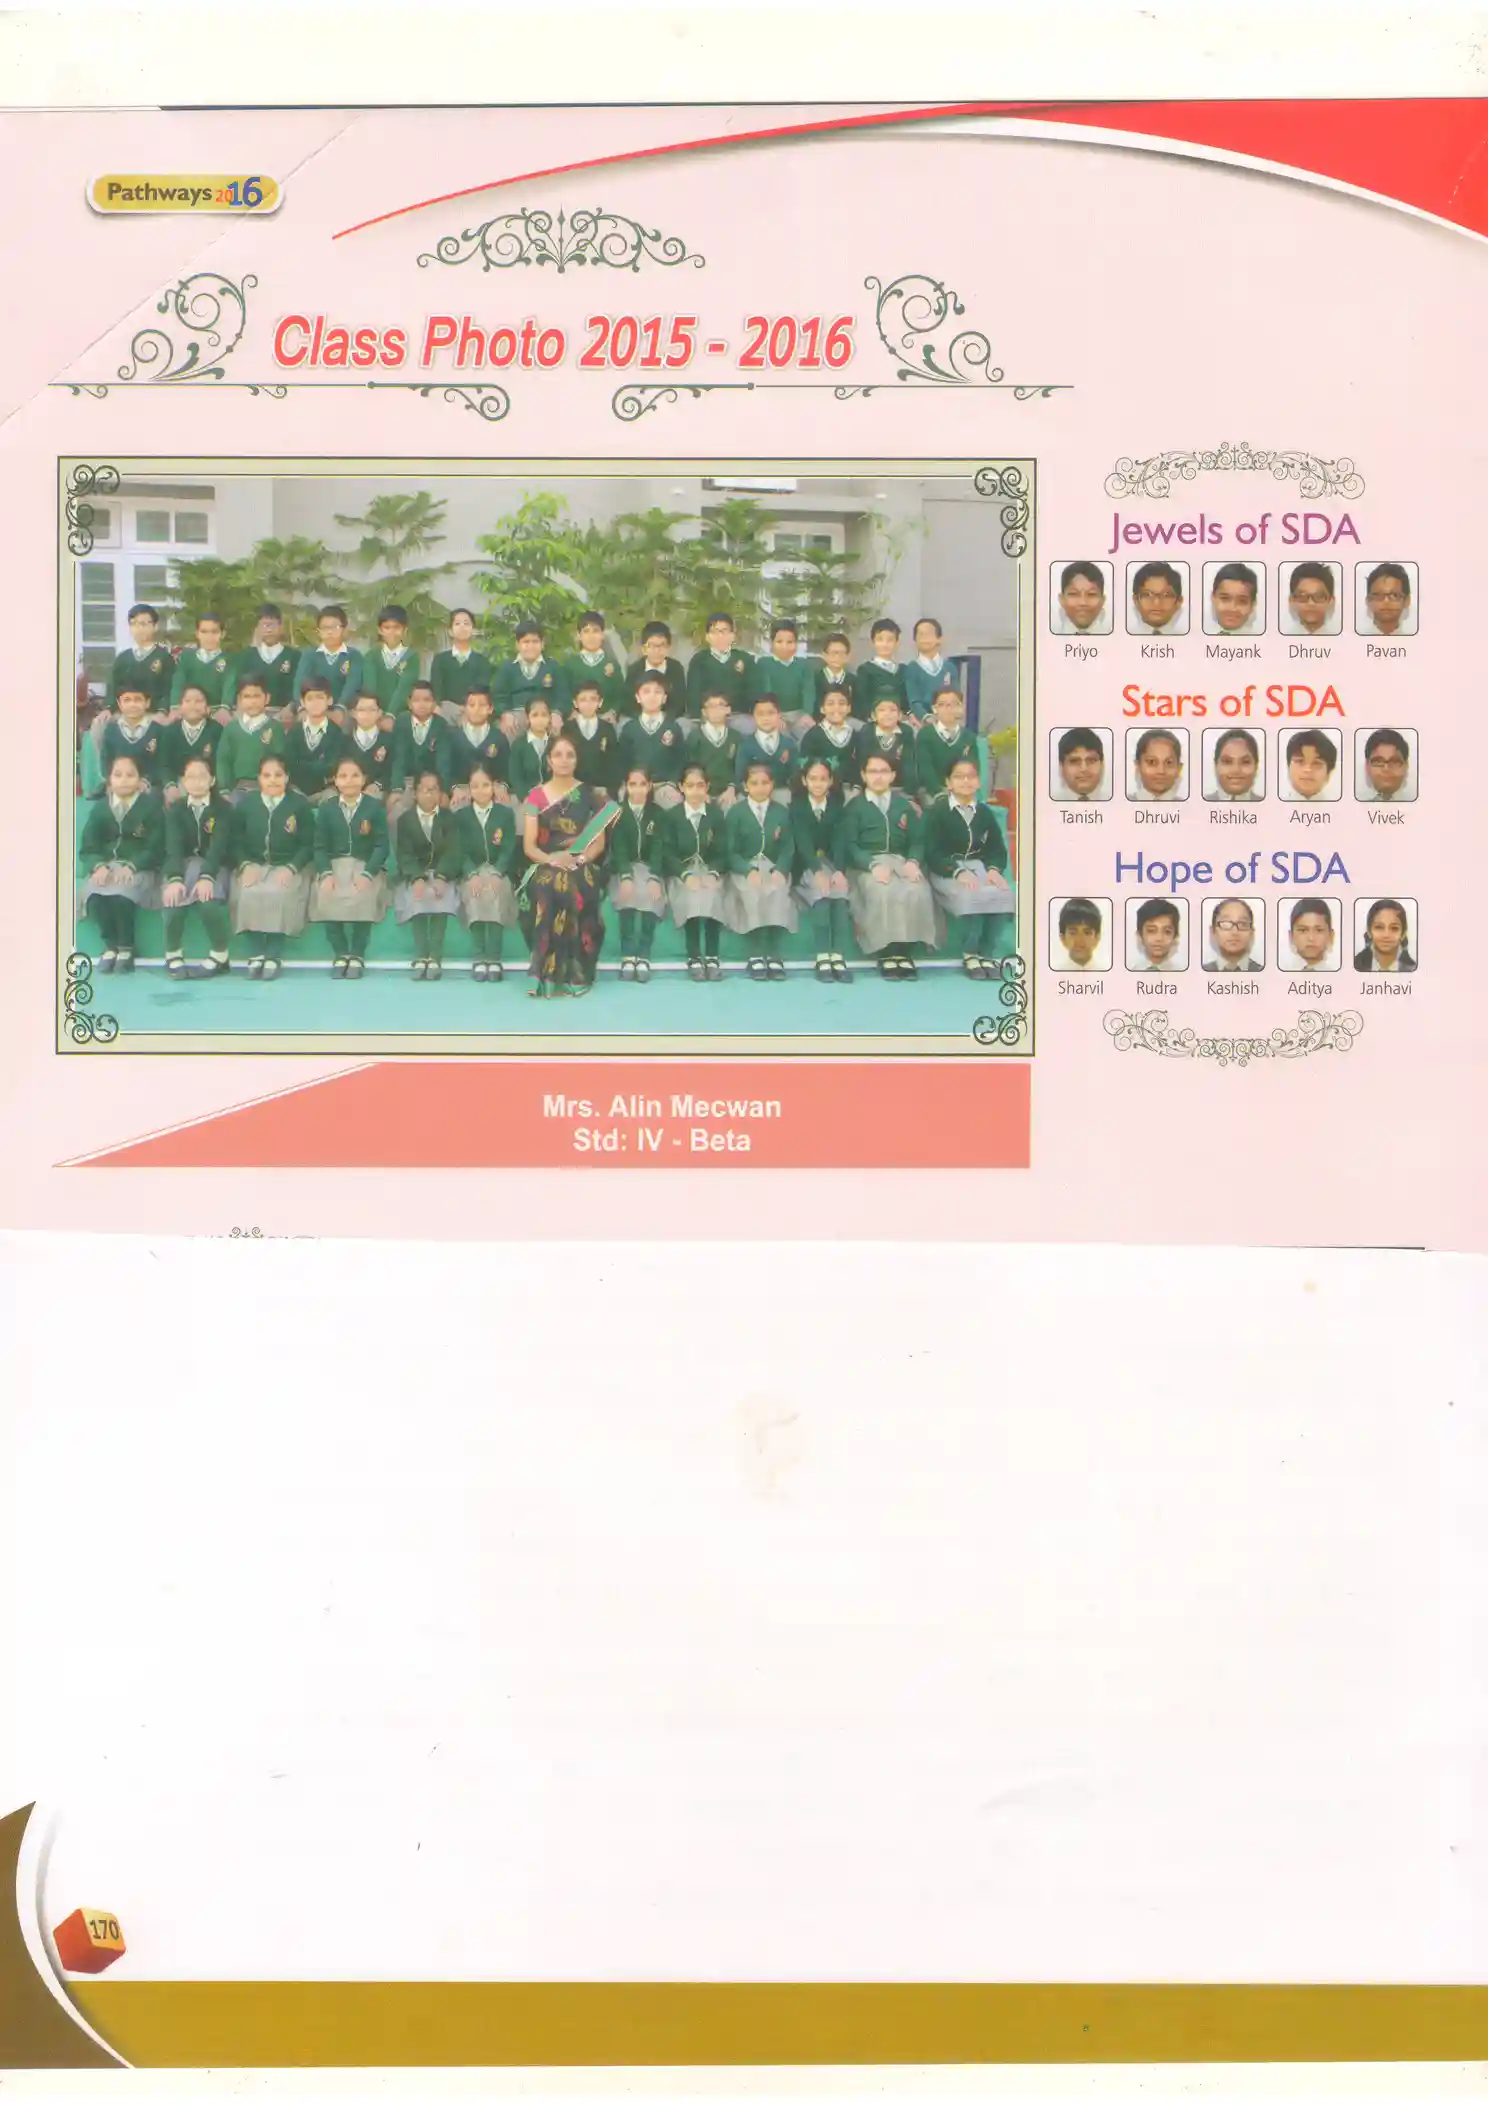 Pathways 2016
Class Photo 2015 - 2016
Jewels of SDA
Priyo Krish Mayank Dhruv Pavan
Stars of SDA
Tanish Dhruvi Rishika Aryan Vivek
Hope of SDA
Sharvil Rudra Kashish Aditya Janhavi
Mrs. Alin Mecwan
Std: IV - Beta
170